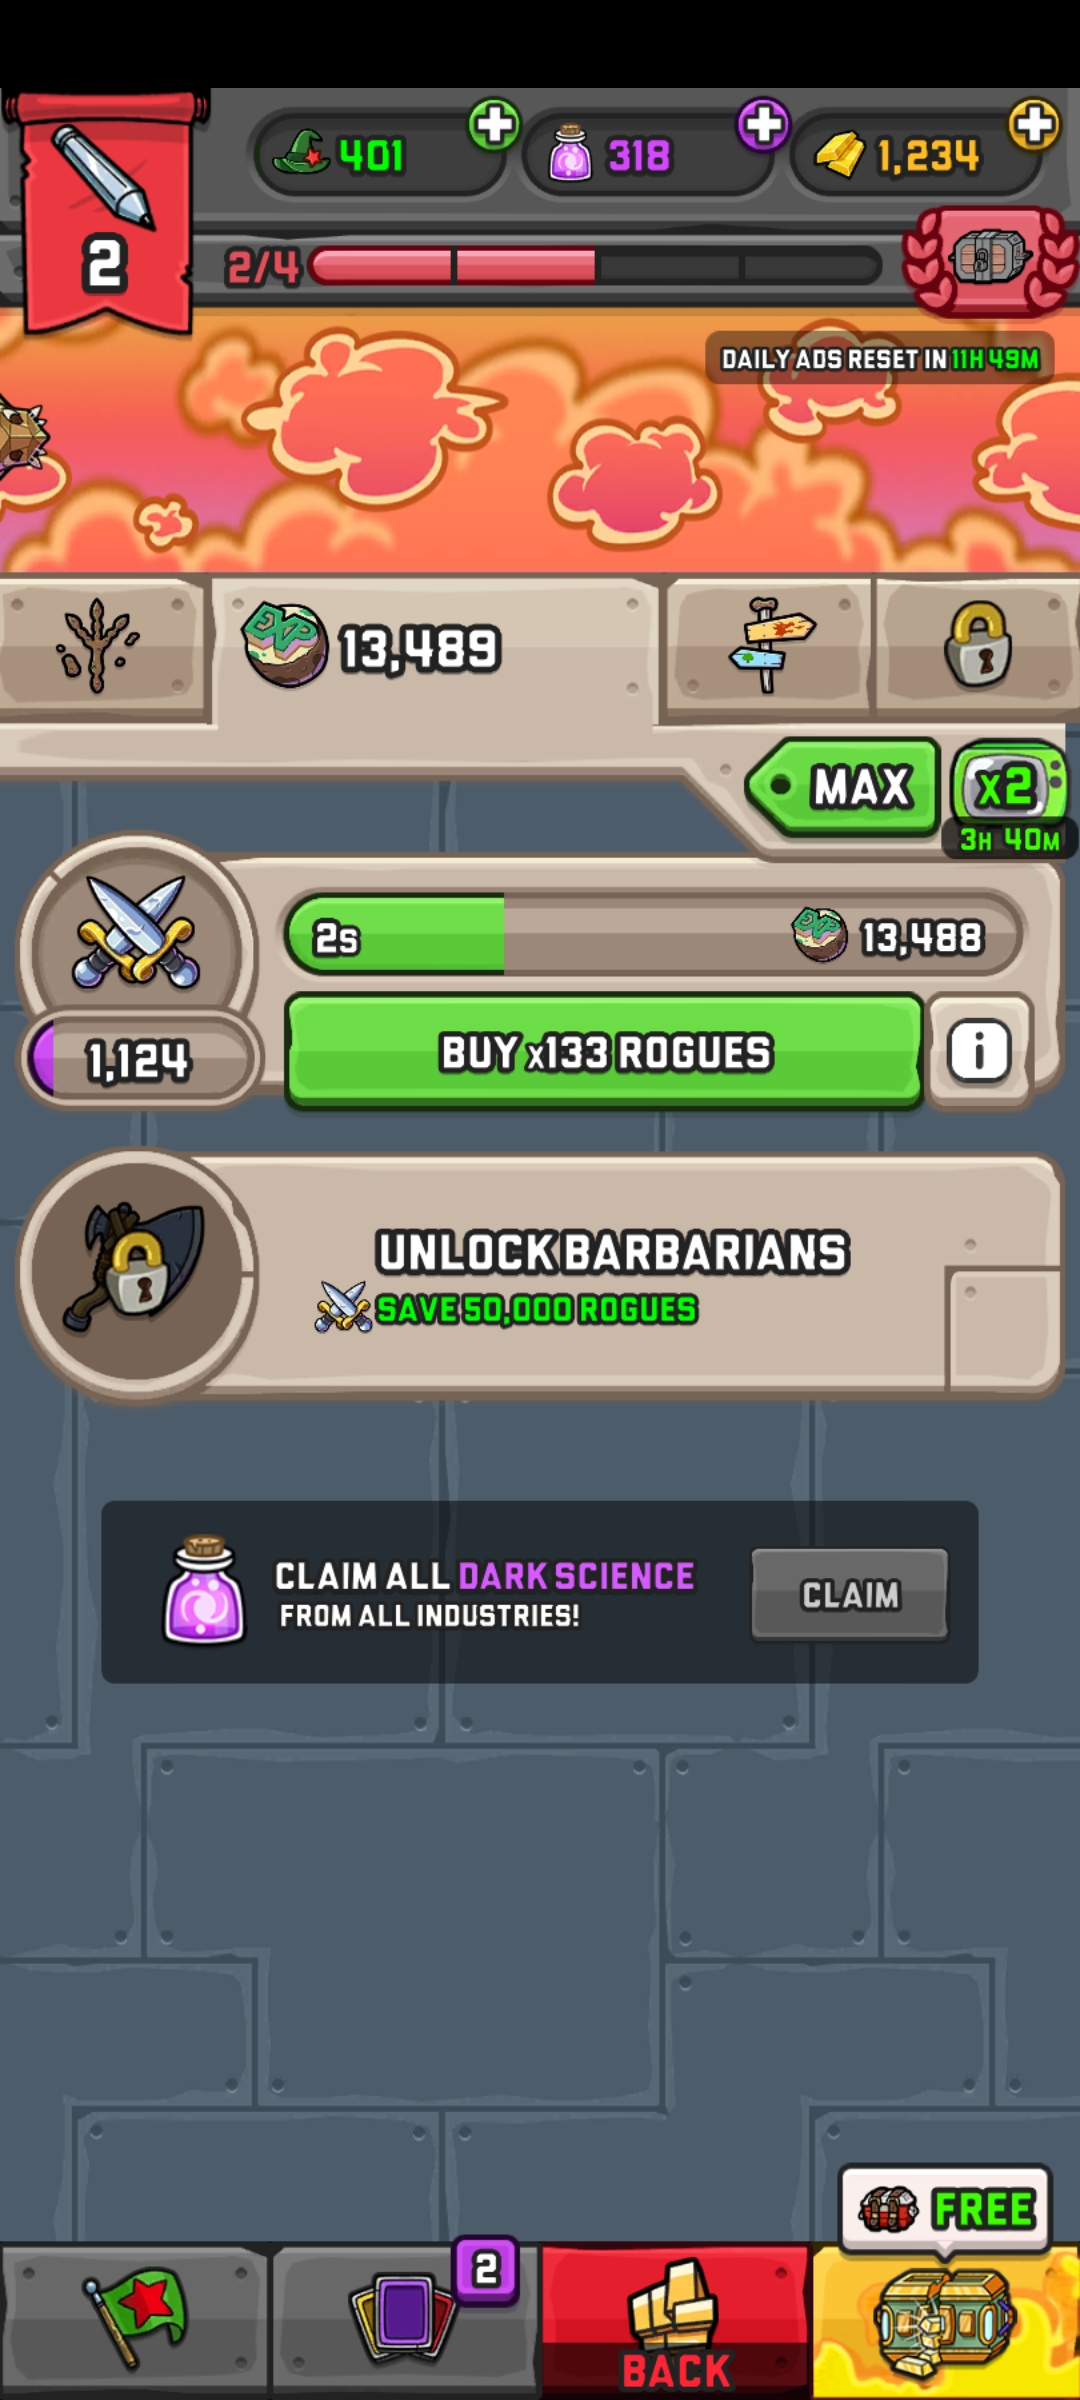 401
318
1,234
2
2/4
DAILY ADS RESET IN 11H 49M
EXP 13,489
MAX
x2
3H 40M
2s
EXP 13,488
1,124
BUY x133 ROGUES
i
UNLOCK BARBARIANS
SAVE 50,000 ROGUES
CLAIM ALL DARK SCIENCE
FROM ALL INDUSTRIES!
CLAIM
FREE
2
BACK